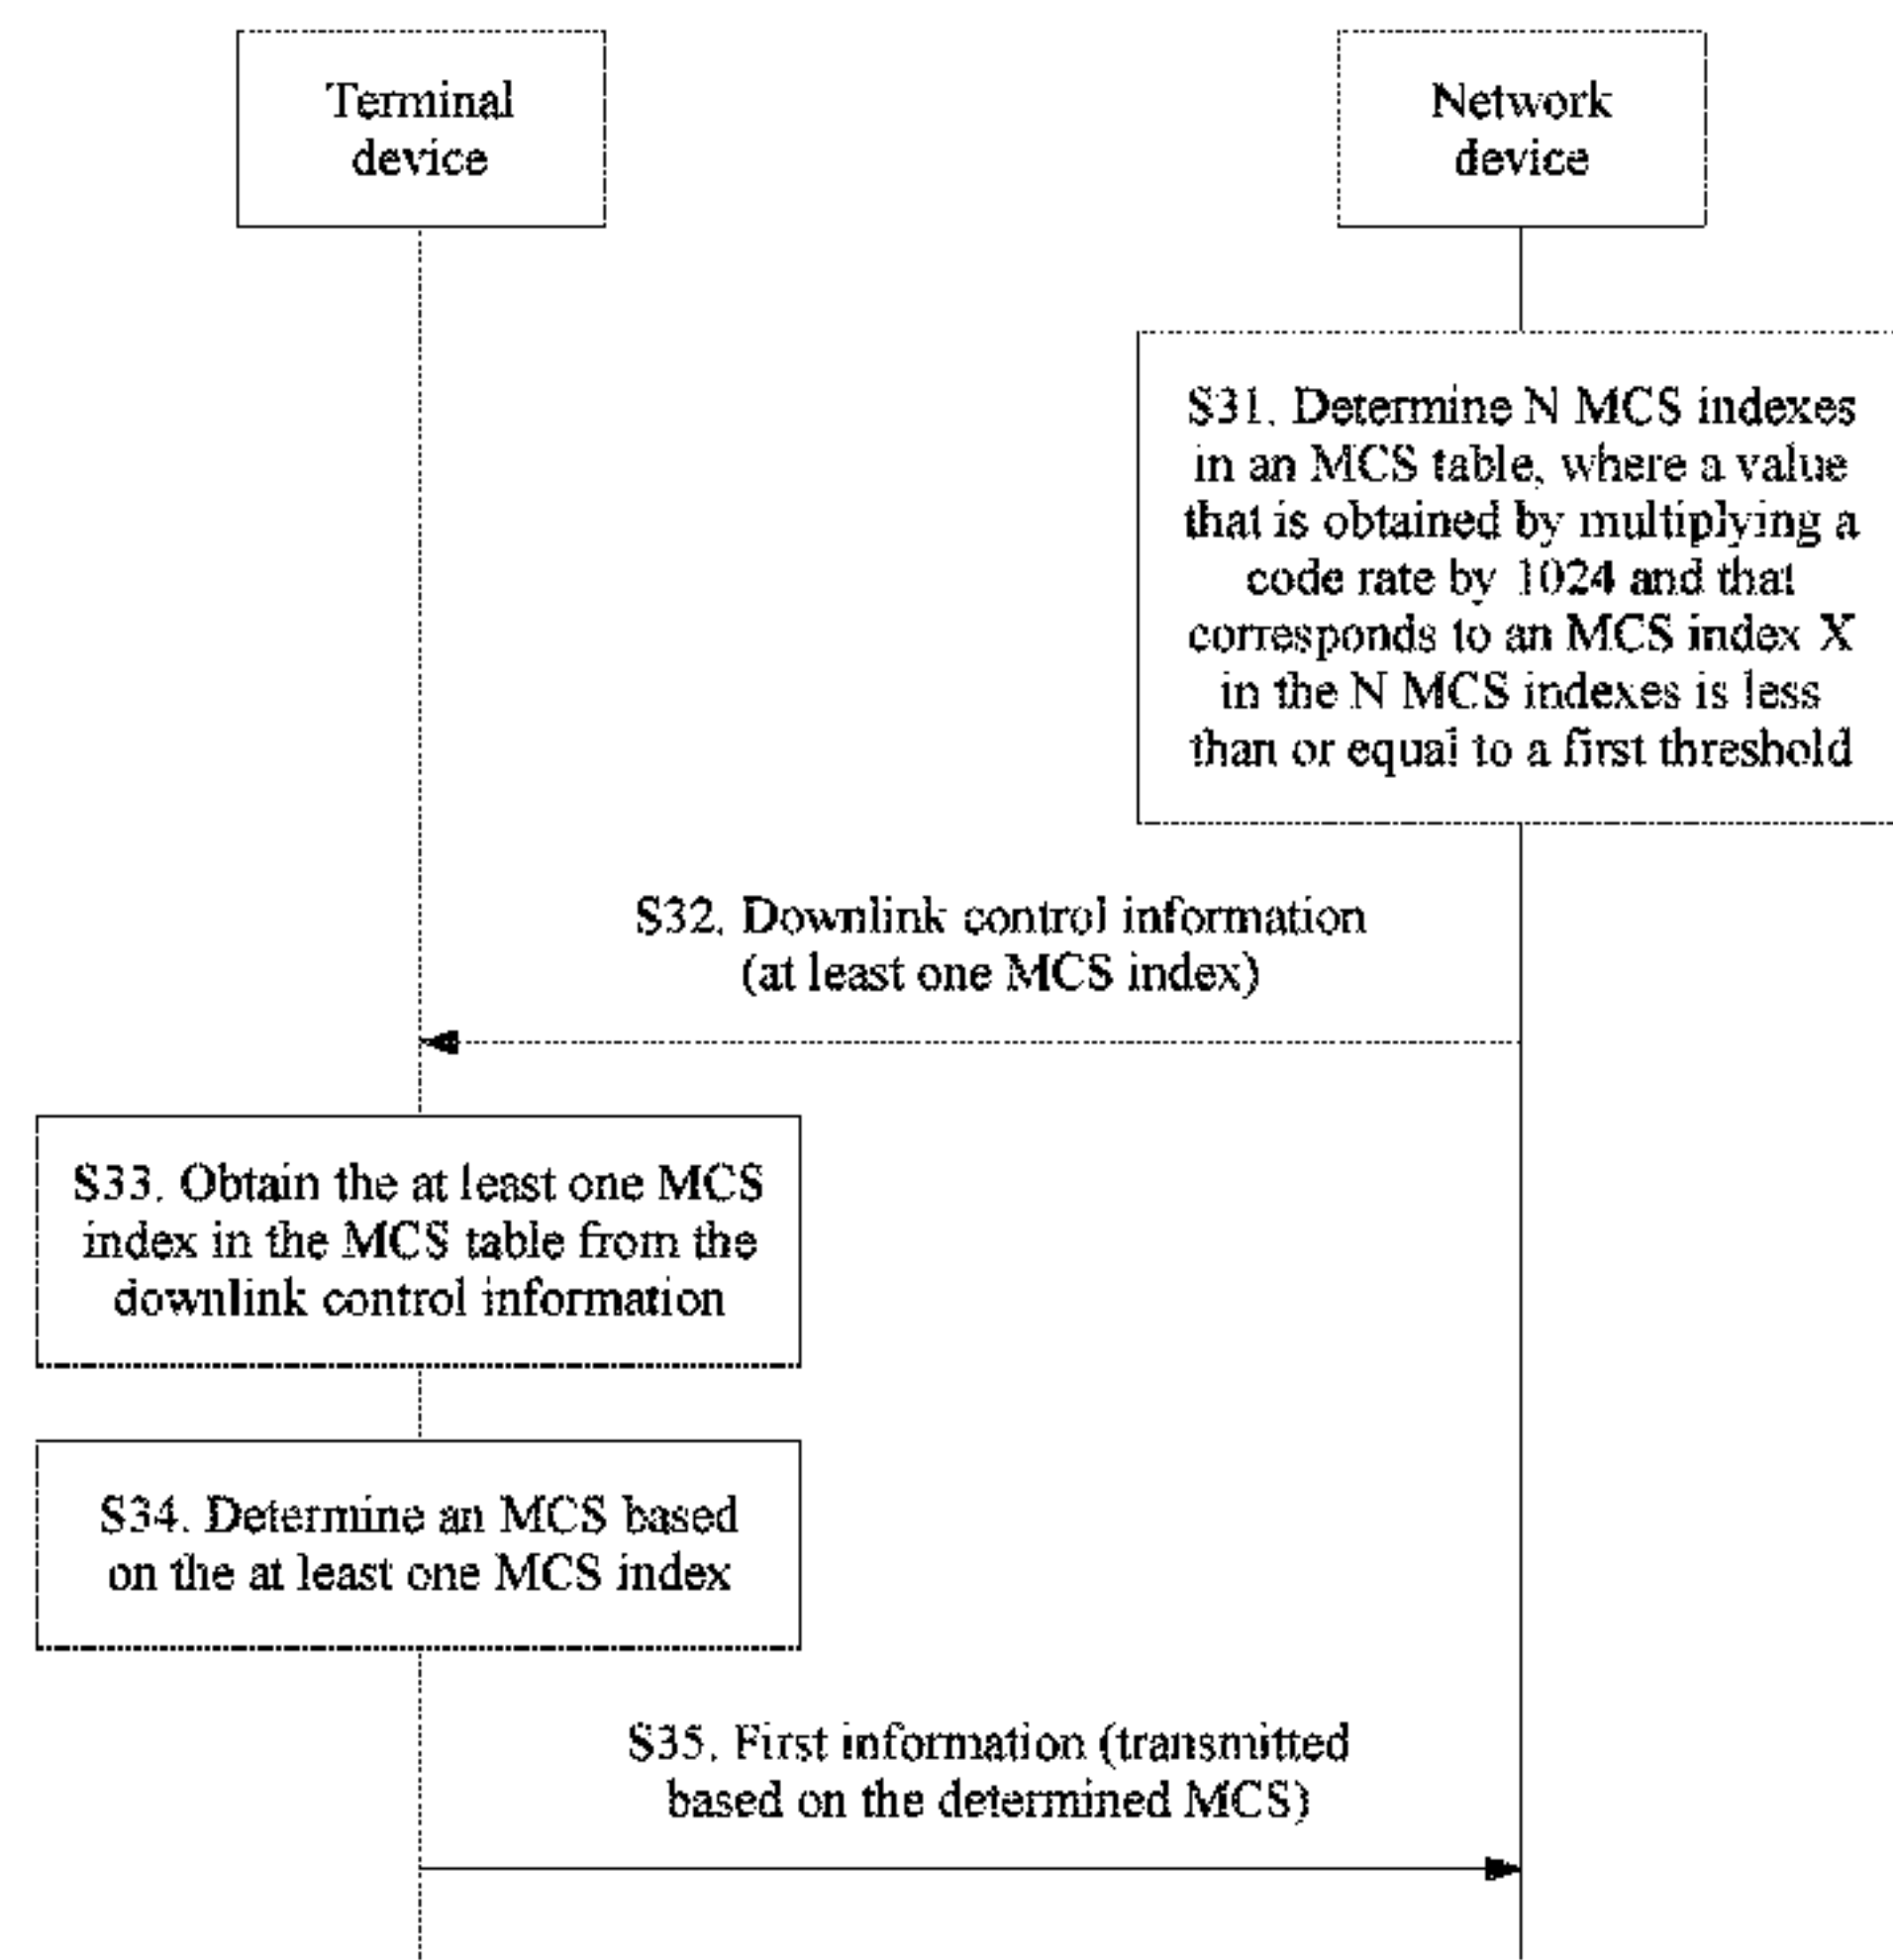 Terminal
device
Network
device
S31. Determine N MCS indexes
in an MCS table, where a value
that is obtained by multiplying a
code rate by 1024 and that
corresponds to an MCS index X
in the N MCS indexes is less
than or equal to a first threshold
S32. Downlink control information
(at least one MCS index)
S33. Obtain the at least one MCS
index in the MCS table from the
downlink control information
S34. Determine an MCS based
on the at least one MCS index
S35. First information (transmitted
based on the determined MCS)